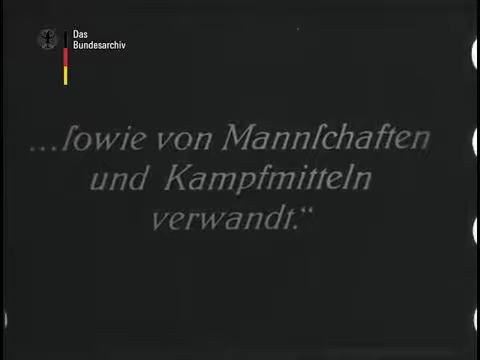 Das
Bundesarchiv
...ſowie von Mannſchaften
und Kampfmitteln
verwandt.“